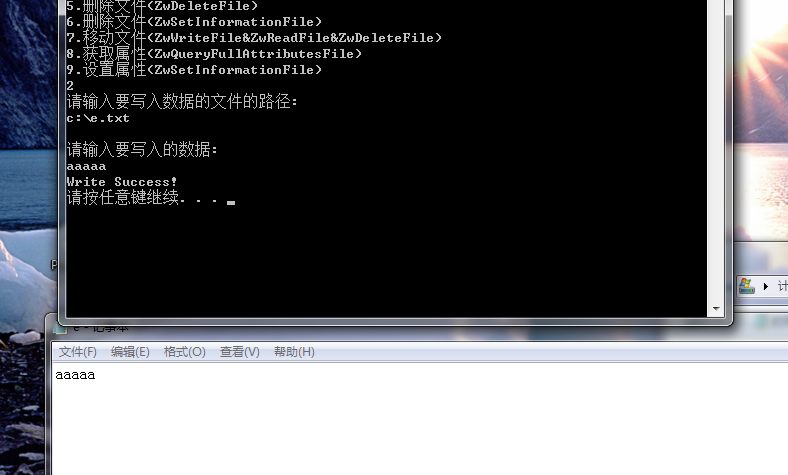 5.删除文件(ZwDeleteFile)
6.删除文件(ZwSetInformationFile)
7.移动文件(ZwWriteFile&ZwReadFile&ZwDeleteFile)
8.获取属性(ZwQueryFullAttributesFile)
9.设置属性(ZwSetInformationFile)
2
请输入要写入数据的文件的路径:
c:\e.txt
请输入要写入的数据:
aaaaa
Write Success!
请按任意键继续. . .
P
计
e - 记事本
文件(F) 编辑(E) 格式(O) 查看(V) 帮助(H)
aaaaa